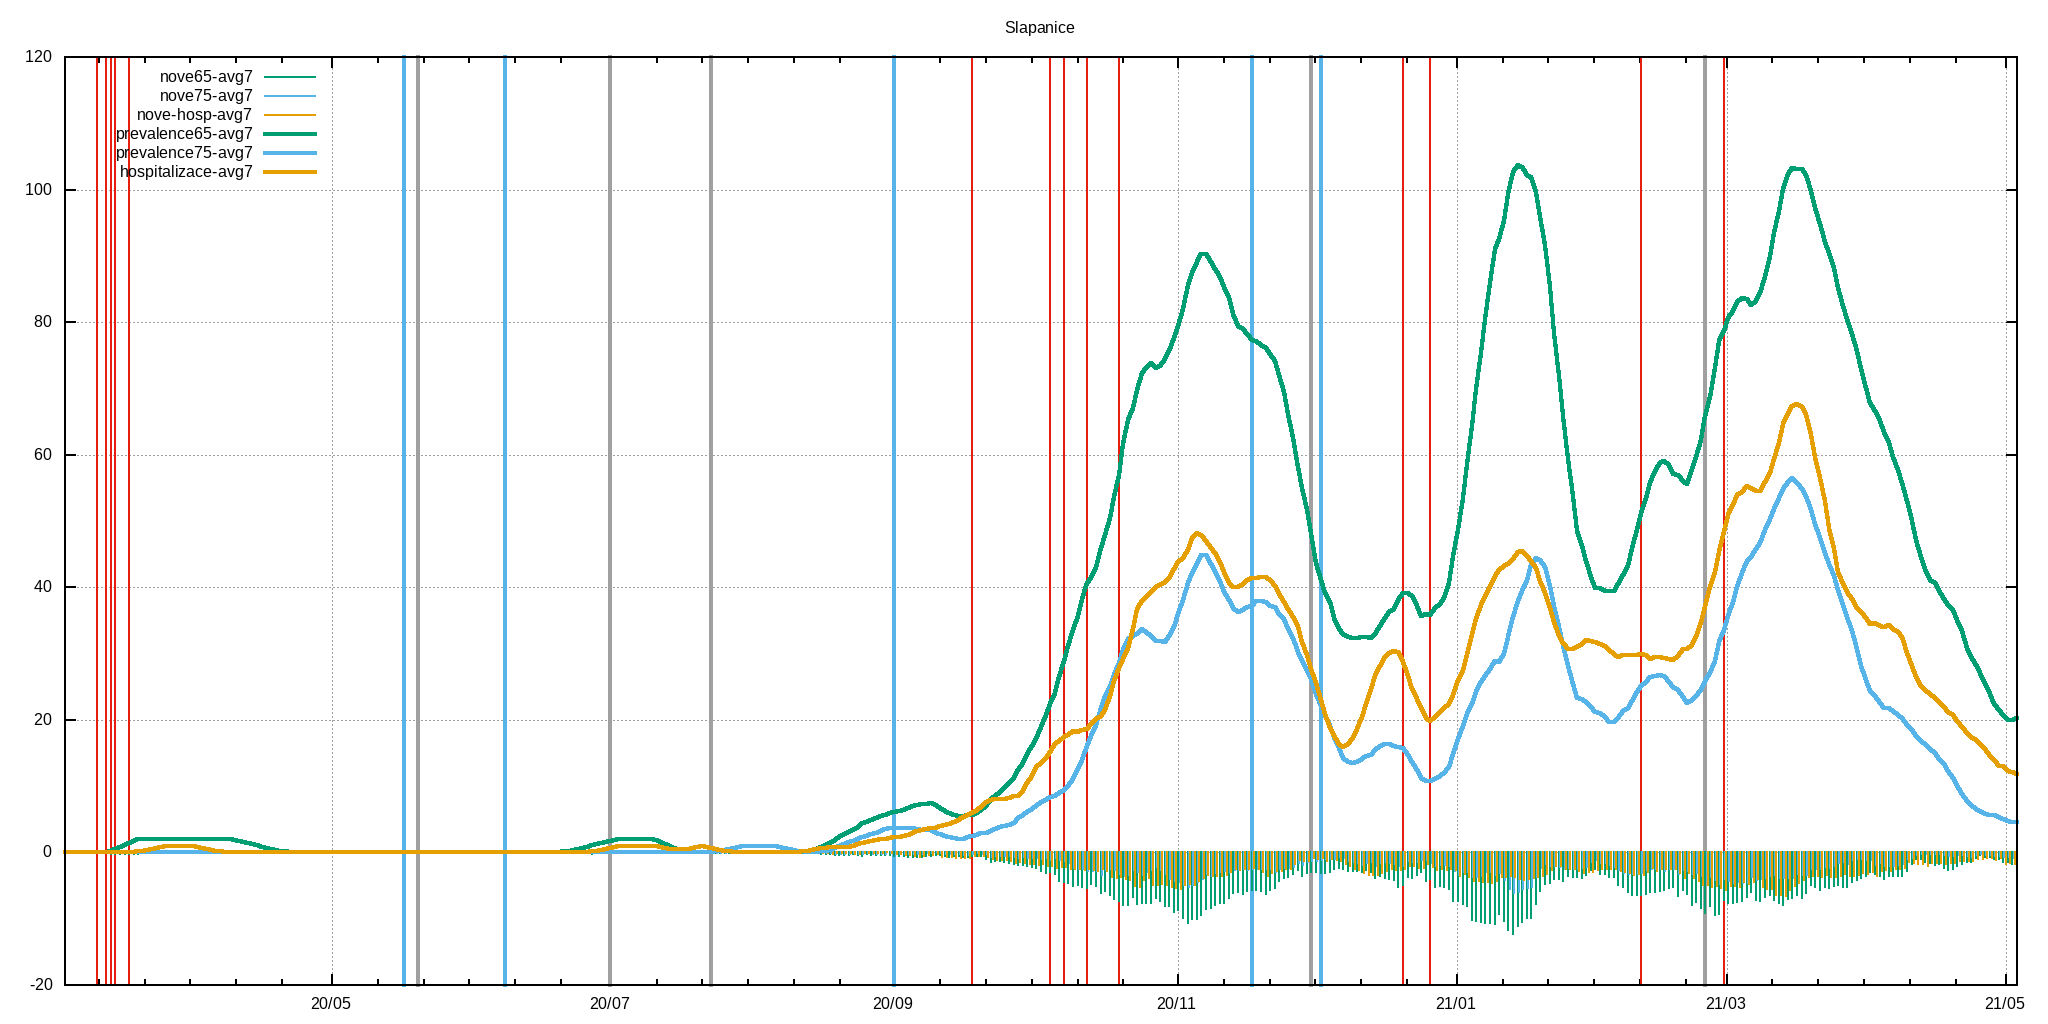 Slapanice
120
100
80
60
40
20
0
-20
nove65-avg7
nove75-avg7
nove-hosp-avg7
prevalence65-avg7
prevalence75-avg7
hospitalizace-avg7
20/05 20/07 20/09 20/11 21/01 21/03 21/05